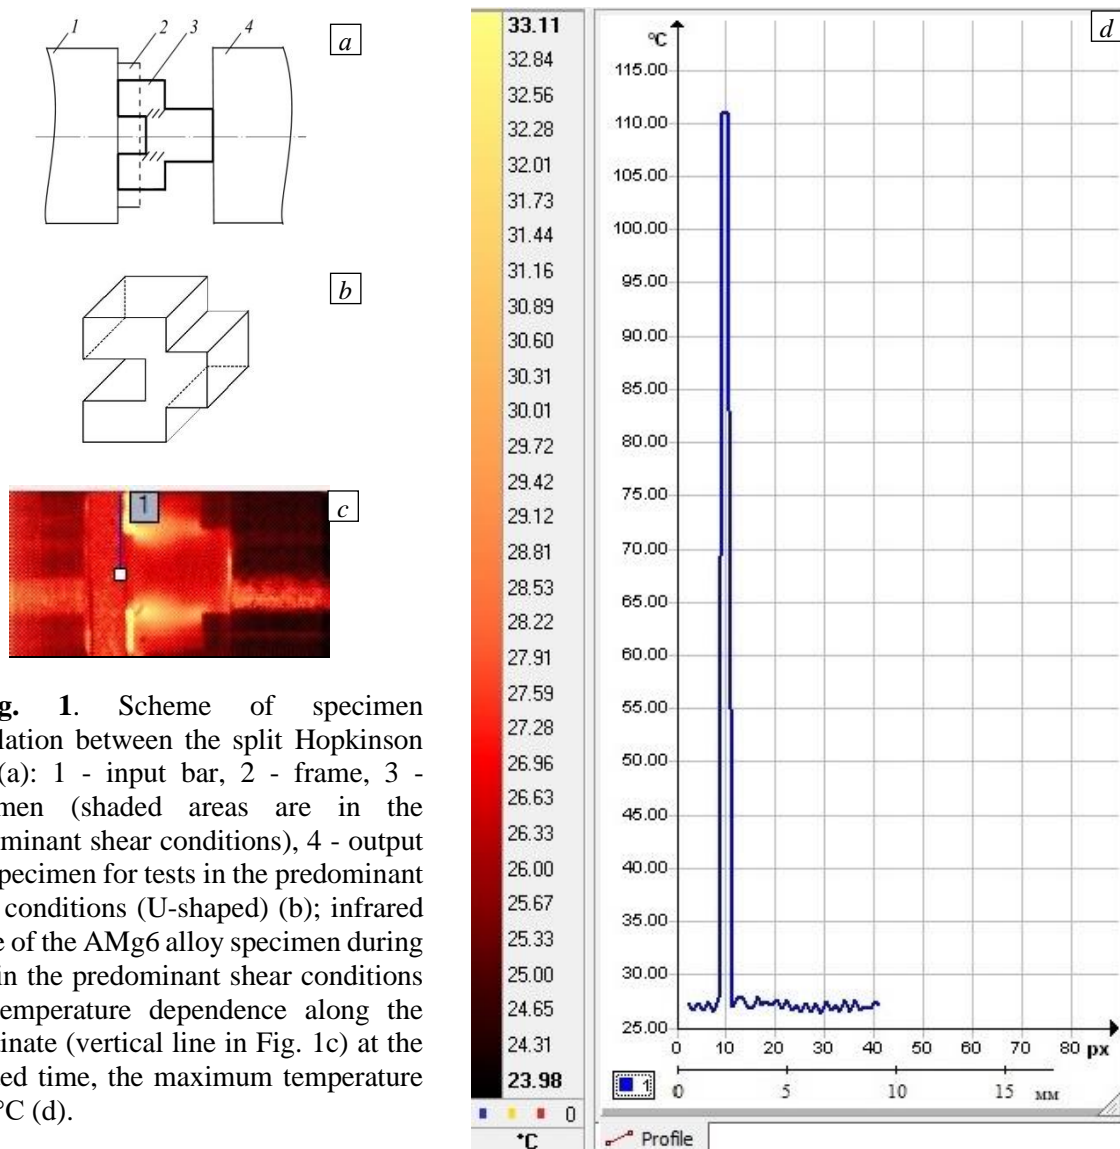 1 2 3 4 a
b
1 c
g. 1. Scheme of specimen
lation between the split Hopkinson
(a): 1 - input bar, 2 - frame, 3 -
men (shaded areas are in the
minant shear conditions), 4 - output
pecimen for tests in the predominant
conditions (U-shaped) (b); infrared
e of the AMg6 alloy specimen during
in the predominant shear conditions
emperature dependence along the
inate (vertical line in Fig. 1c) at the
ed time, the maximum temperature
°C (d).
33.11
32.84
32.56
32.28
32.01
31.73
31.44
31.16
30.89
30.60
30.31
30.01
29.72
29.42
29.12
28.81
28.53
28.22
27.91
27.59
27.28
26.96
26.63
26.33
26.00
25.67
25.33
25.00
24.65
24.31
23.98
0
°C
d
°C
115.00
110.00
105.00
100.00
95.00
90.00
85.00
80.00
75.00
70.00
65.00
60.00
55.00
50.00
45.00
40.00
35.00
30.00
25.00
0 10 20 30 40 50 60 70 80 px
1 0 5 10 15 мм
Profile